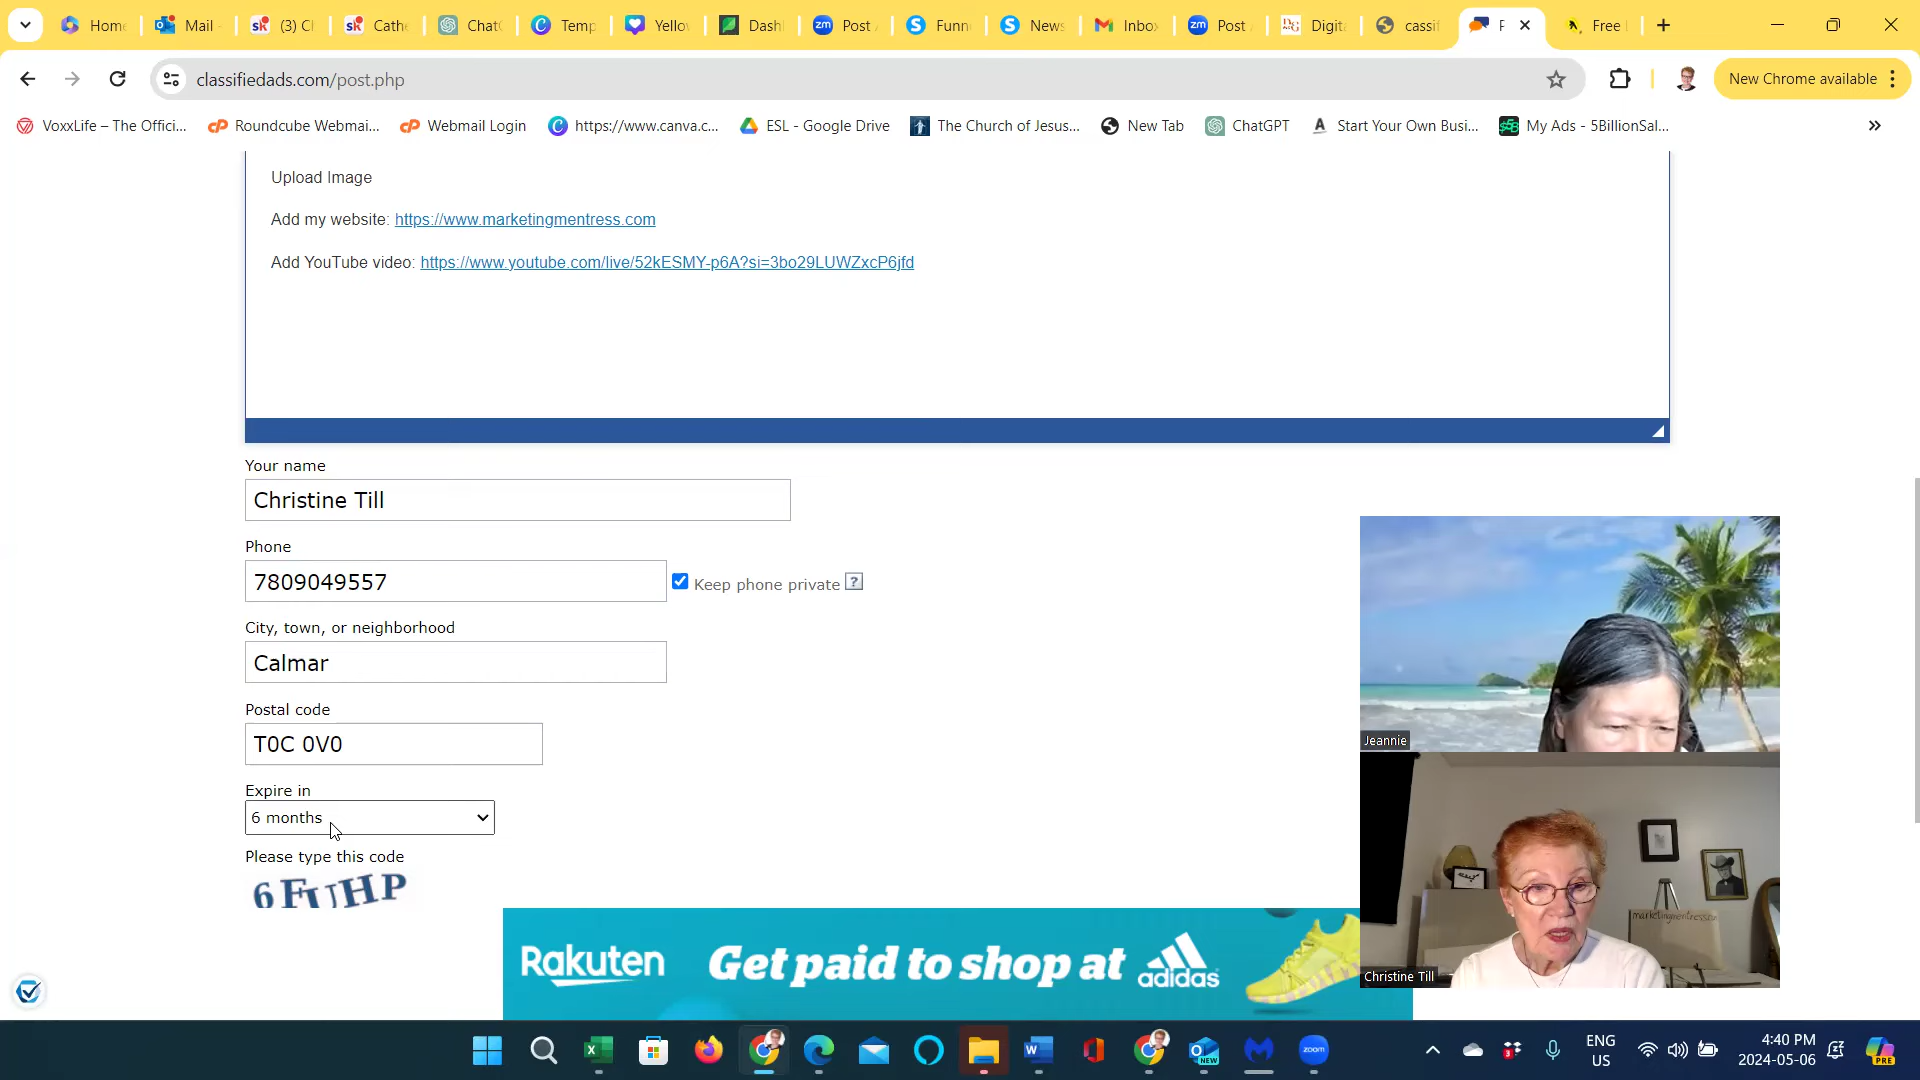 Home
Mail
(3) C
Cathe
Chat
Temp
Yello
Dash
Post
Funn
News
Inbox
Post
Digit
cassif
F
Free
classifiedads.com/post.php
New Chrome available
VoxxLife – The Offici...
Roundcube Webmai...
Webmail Login
https://www.canva.c...
ESL - Google Drive
The Church of Jesus...
New Tab
ChatGPT
Start Your Own Busi...
My Ads - 5BillionSal...
Upload Image
Add my website: https://www.marketingmentress.com
Add YouTube video: https://www.youtube.com/live/52kESMY-p6A?si=3bo29LUWZxcP6jfd
Your name
Christine Till
Phone
7809049557
Keep phone private ?
City, town, or neighborhood
Calmar
Postal code
T0C 0V0
Expire in
6 months
Please type this code
6FUHP
Rakuten Get paid to shop at adidas
Jeannie
marketingmentress.com
Christine Till
ENG
US
4:40 PM
2024-05-06